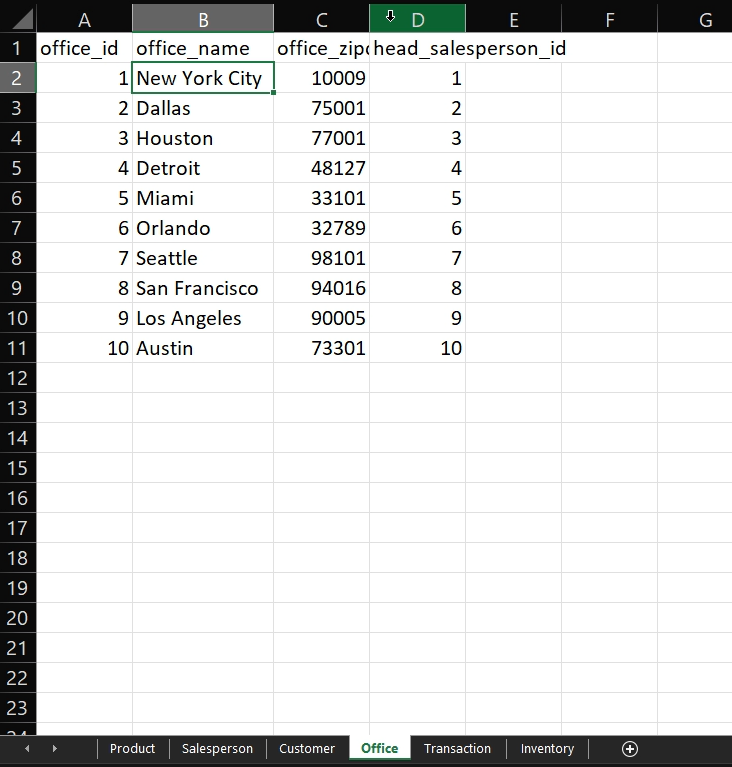 A B C D E F G
1 office_id office_name office_zip head_salesperson_id
2 1 New York City 10009 1
3 2 Dallas 75001 2
4 3 Houston 77001 3
5 4 Detroit 48127 4
6 5 Miami 33101 5
7 6 Orlando 32789 6
8 7 Seattle 98101 7
9 8 San Francisco 94016 8
10 9 Los Angeles 90005 9
11 10 Austin 73301 10
12
13
14
15
16
17
18
19
20
21
22
23
24
Product Salesperson Customer Office Transaction Inventory